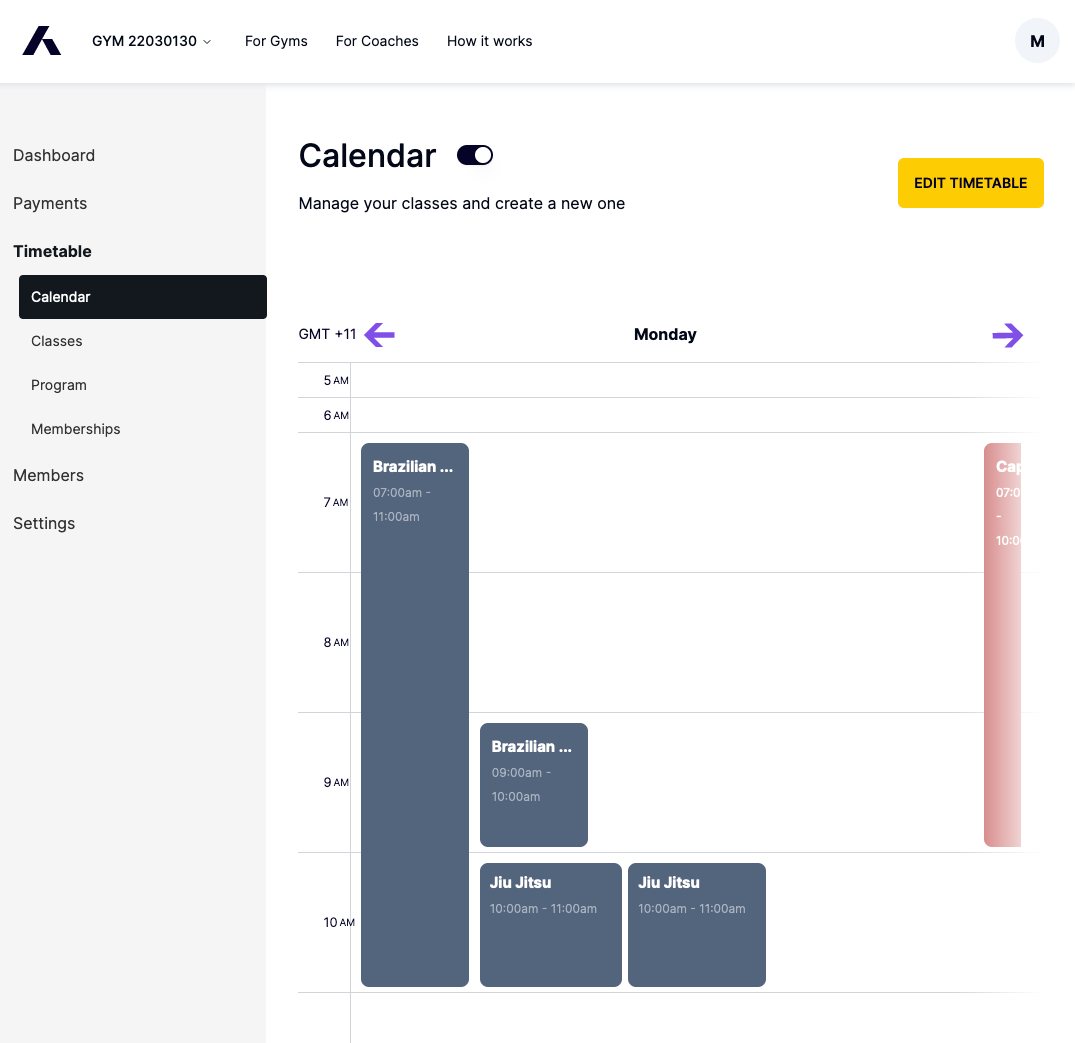 GYM 22030130
For Gyms
For Coaches
How it works
M
Dashboard
Payments
Timetable
Calendar
Classes
Program
Memberships
Members
Settings
Calendar
Manage your classes and create a new one
EDIT TIMETABLE
GMT +11
Monday
5 AM
6 AM
7 AM
8 AM
9 AM
10 AM
Brazilian ...
07:00am -
11:00am
Brazilian ...
09:00am -
10:00am
Jiu Jitsu
10:00am - 11:00am
Jiu Jitsu
10:00am - 11:00am
Cap
07:0
-
10:0